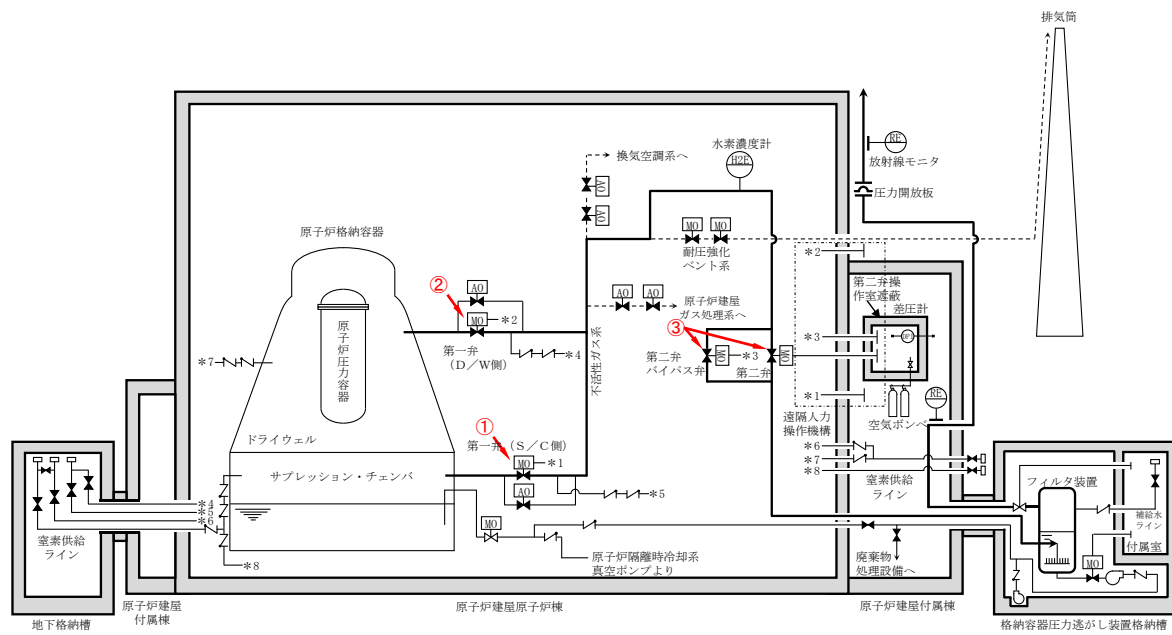 排気筒
水素濃度計
H2E
RE
放射線モニタ
換気空調系へ
AO
AO
圧力開放板
原子炉格納容器
MO
MO
耐圧強化
ベント系
*2
第二弁操
作室遮蔽
差圧計
②
AO
MO
*2
AO
AO
原子炉建屋
ガス処理系へ
③
*3
DPI
原子炉圧力容器
第一弁
(D/W側)
*4
不活性ガス系
MO
*3
MO
第二弁
バイパス弁
第二弁
*7
*1
RE
①
遠隔人力
操作機構
空気ボンベ
ドライウェル
第一弁(S/C側)
MO
*1
*6
*7
*8
サプレッション・チェンバ
AO
*5
窒素供給
ライン
フィルタ装置
*4
*5
*6
MO
補給水
ライン
付属室
窒素供給
ライン
*8
原子炉隔離時冷却系
真空ポンプより
廃棄物
処理設備へ
MO
原子炉建屋
付属棟
原子炉建屋原子炉棟
原子炉建屋付属棟
地下格納槽
格納容器圧力逃がし装置格納槽